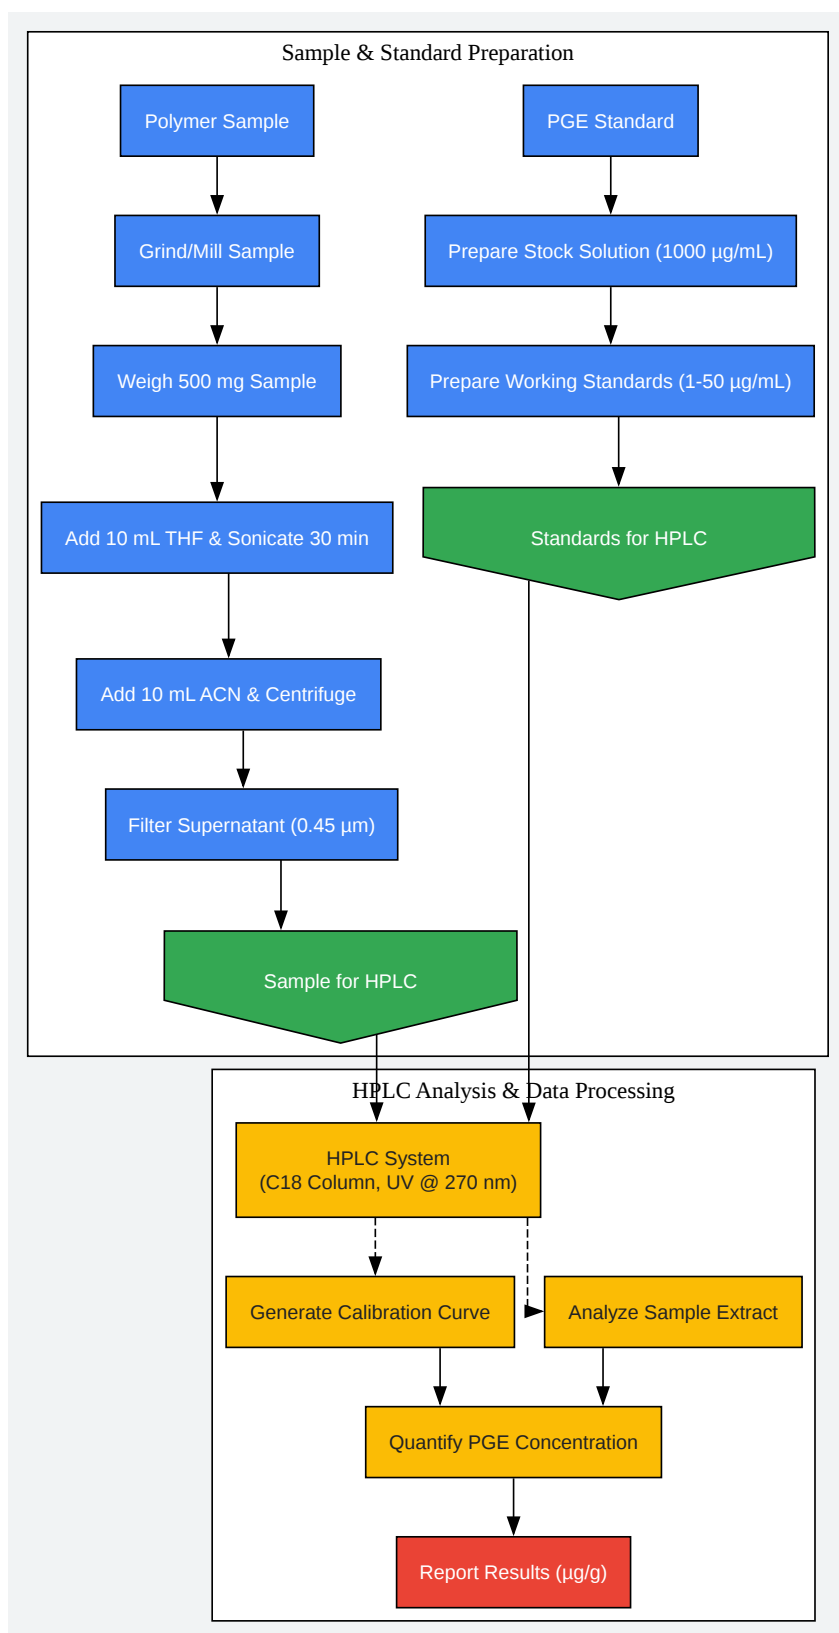 Sample & Standard Preparation
Polymer Sample
PGE Standard
Grind/Mill Sample
Prepare Stock Solution (1000 µg/mL)
Weigh 500 mg Sample
Prepare Working Standards (1-50 µg/mL)
Add 10 mL THF & Sonicate 30 min
Standards for HPLC
Add 10 mL ACN & Centrifuge
Filter Supernatant (0.45 µm)
Sample for HPLC
HPLC Analysis & Data Processing
HPLC System
(C18 Column, UV @ 270 nm)
Generate Calibration Curve
Analyze Sample Extract
Quantify PGE Concentration
Report Results (µg/g)